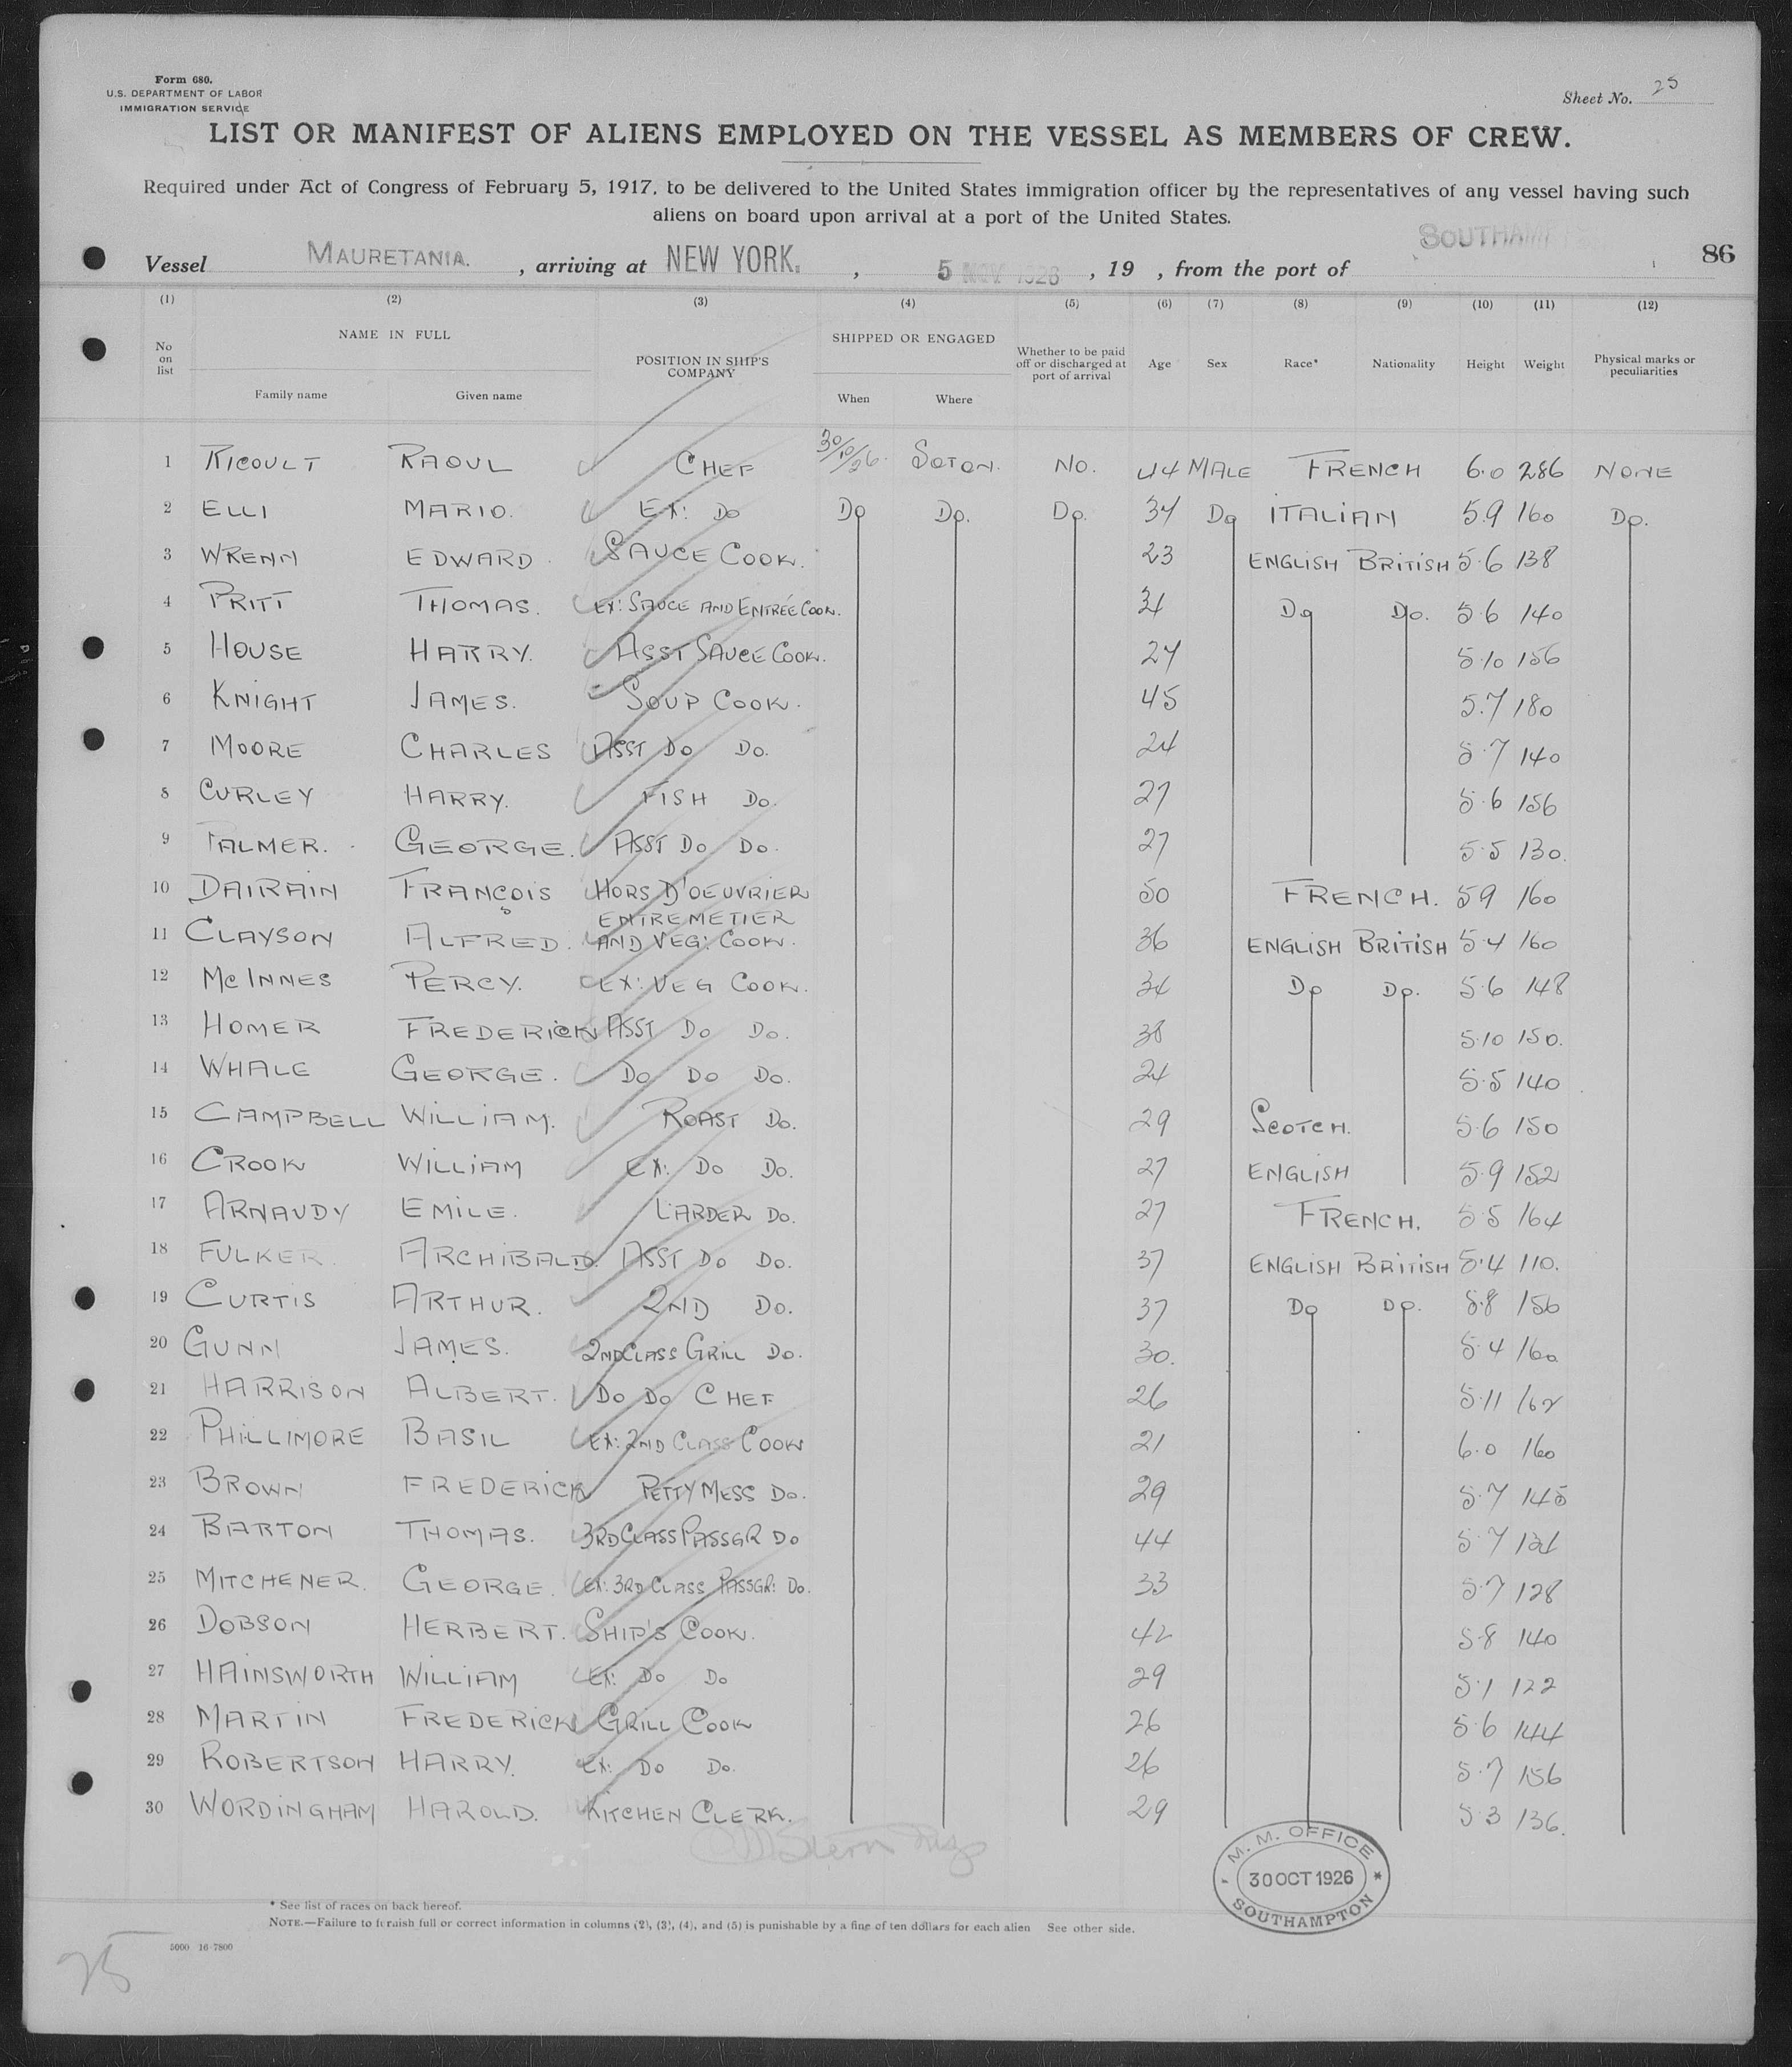 Form 680.
U.S. DEPARTMENT OF LABOR
IMMIGRATION SERVICE
Sheet No. 25
LIST OR MANIFEST OF ALIENS EMPLOYED ON THE VESSEL AS MEMBERS OF CREW.
Required under Act of Congress of February 5, 1917, to be delivered to the United States immigration officer by the representatives of any vessel having such
aliens on board upon arrival at a port of the United States.
Vessel MAURETANIA. , arriving at NEW YORK. , 5 NOV 1926 , 19 , from the port of SOUTHAMP 86
(1) (2) (3) (4) (5) (6) (7) (8) (9) (10) (11) (12)
No on list NAME IN FULL Family name Given name POSITION IN SHIP'S COMPANY SHIPPED OR ENGAGED When Where Whether to be paid off or discharged at port of arrival Age Sex Race* Nationality Height Weight Physical marks or peculiarities
1 RICOULT RAOUL CHEF 30/10/26. SOTON. NO. 44 MALE FRENCH 6.0 286 NONE
2 ELLI MARIO. EX: DO DO DO. DO. 34 DO ITALIAN 5.9 160 DO.
3 WRENN EDWARD. SAUCE COOK. 23 ENGLISH BRITISH 5.6 138
4 PRITT THOMAS. EX: SAUCE AND ENTRÉE COOK. 34 DO DO. 5.6 140
5 HOUSE HARRY. ASST SAUCE COOK. 27 5.10 156
6 KNIGHT JAMES. SOUP COOK. 45 5.7 180
7 MOORE CHARLES ASST DO DO. 24 5.7 140
8 CURLEY HARRY. FISH DO. 27 5.6 156
9 PALMER. GEORGE. ASST DO DO. 27 5.5 130.
10 DAIRAIN FRANÇOIS HORS D'OEUVRIER 50 FRENCH. 5.9 160
11 CLAYSON ALFRED. ENTREMETIER AND VEG: COOK. 36 ENGLISH BRITISH 5.4 160
12 MCINNES PERCY. EX: VEG COOK. 34 DO DO. 5.6 148
13 HOMER FREDERICK ASST DO DO. 38 5.10 150.
14 WHALE GEORGE. DO DO DO. 24 5.5 140
15 CAMPBELL WILLIAM. ROAST DO. 29 SCOTCH. 5.6 150
16 CROOK WILLIAM EX: DO DO. 27 ENGLISH 5.9 152
17 ARNAUDY EMILE. LARDER DO. 27 FRENCH. 5.5 164
18 FULKER ARCHIBALD. ASST DO DO. 37 ENGLISH BRITISH 5.4 110.
19 CURTIS ARTHUR. 2ND DO. 37 DO DO. 5.8 156
20 GUNN JAMES. 2ND CLASS GRILL DO. 30. 5.4 160
21 HARRISON ALBERT. DO DO CHEF 26 5.11 162
22 PHILLIMORE BASIL EX: 2ND CLASS COOK 21 6.0 160
23 BROWN FREDERICK PETTY MESS DO. 29 5.7 145
24 BARTON THOMAS. 3RD CLASS PASSGR DO 44 5.7 134
25 MITCHENER. GEORGE. EX: 3RD CLASS PASSGR: DO. 33 5.7 128
26 DOBSON HERBERT. SHIP'S COOK. 42 5.8 140
27 HAINSWORTH WILLIAM EX: DO DO 29 5.1 122
28 MARTIN FREDERICK GRILL COOK 26 5.6 144
29 ROBERTSON HARRY. EX: DO DO. 26 5.7 156
30 WORDINGHAM HAROLD. KITCHEN CLERK. 29 5.3 136.
M. M. OFFICE
30 OCT 1926
SOUTHAMPTON
* See list of races on back hereof.
NOTE.—Failure to furnish full or correct information in columns (2), (3), (4), and (5) is punishable by a fine of ten dollars for each alien See other side.
5000 16-7800
25